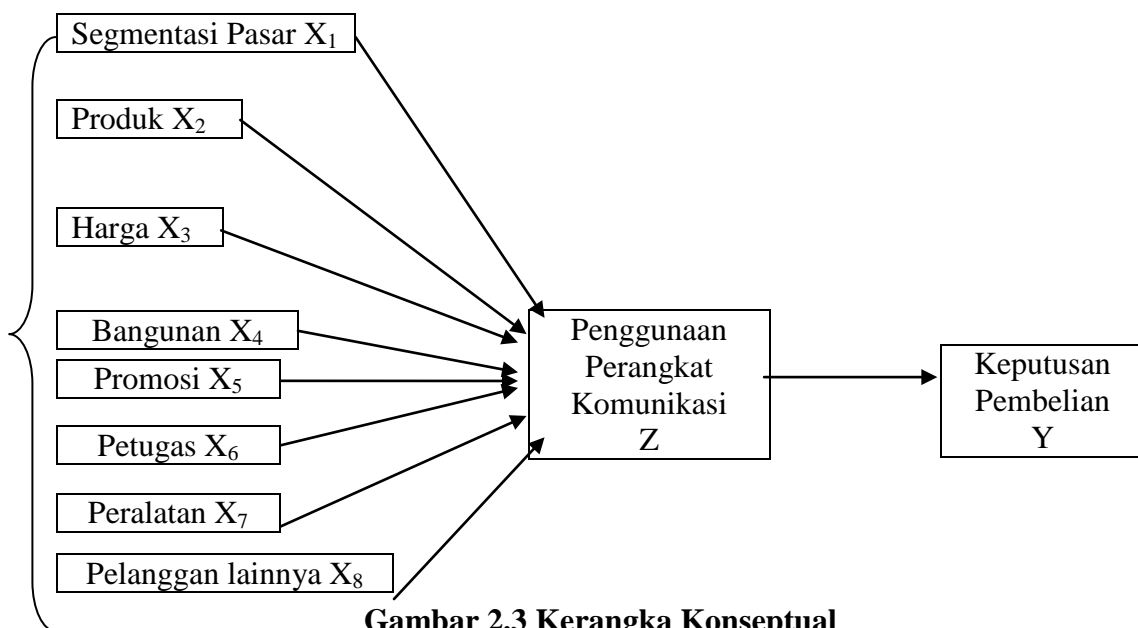 Segmentasi Pasar X₁
Produk X₂
Harga X₃
Bangunan X₄
Promosi X₅
Petugas X₆
Peralatan X₇
Pelanggan lainnya X₈
Penggunaan
Perangkat
Komunikasi
Z
Keputusan
Pembelian
Y
Gambar 2.3 Kerangka Konseptual